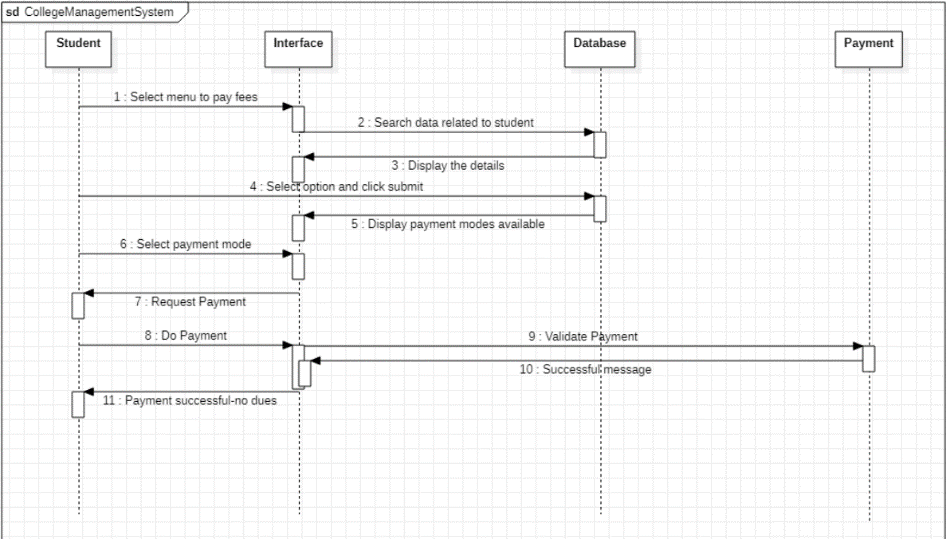 sd CollegeManagementSystem
Student
Interface
Database
Payment
1 : Select menu to pay fees
2 : Search data related to student
3 : Display the details
4 : Select option and click submit
5 : Display payment modes available
6 : Select payment mode
7 : Request Payment
8 : Do Payment
9 : Validate Payment
10 : Successful message
11 : Payment successful-no dues